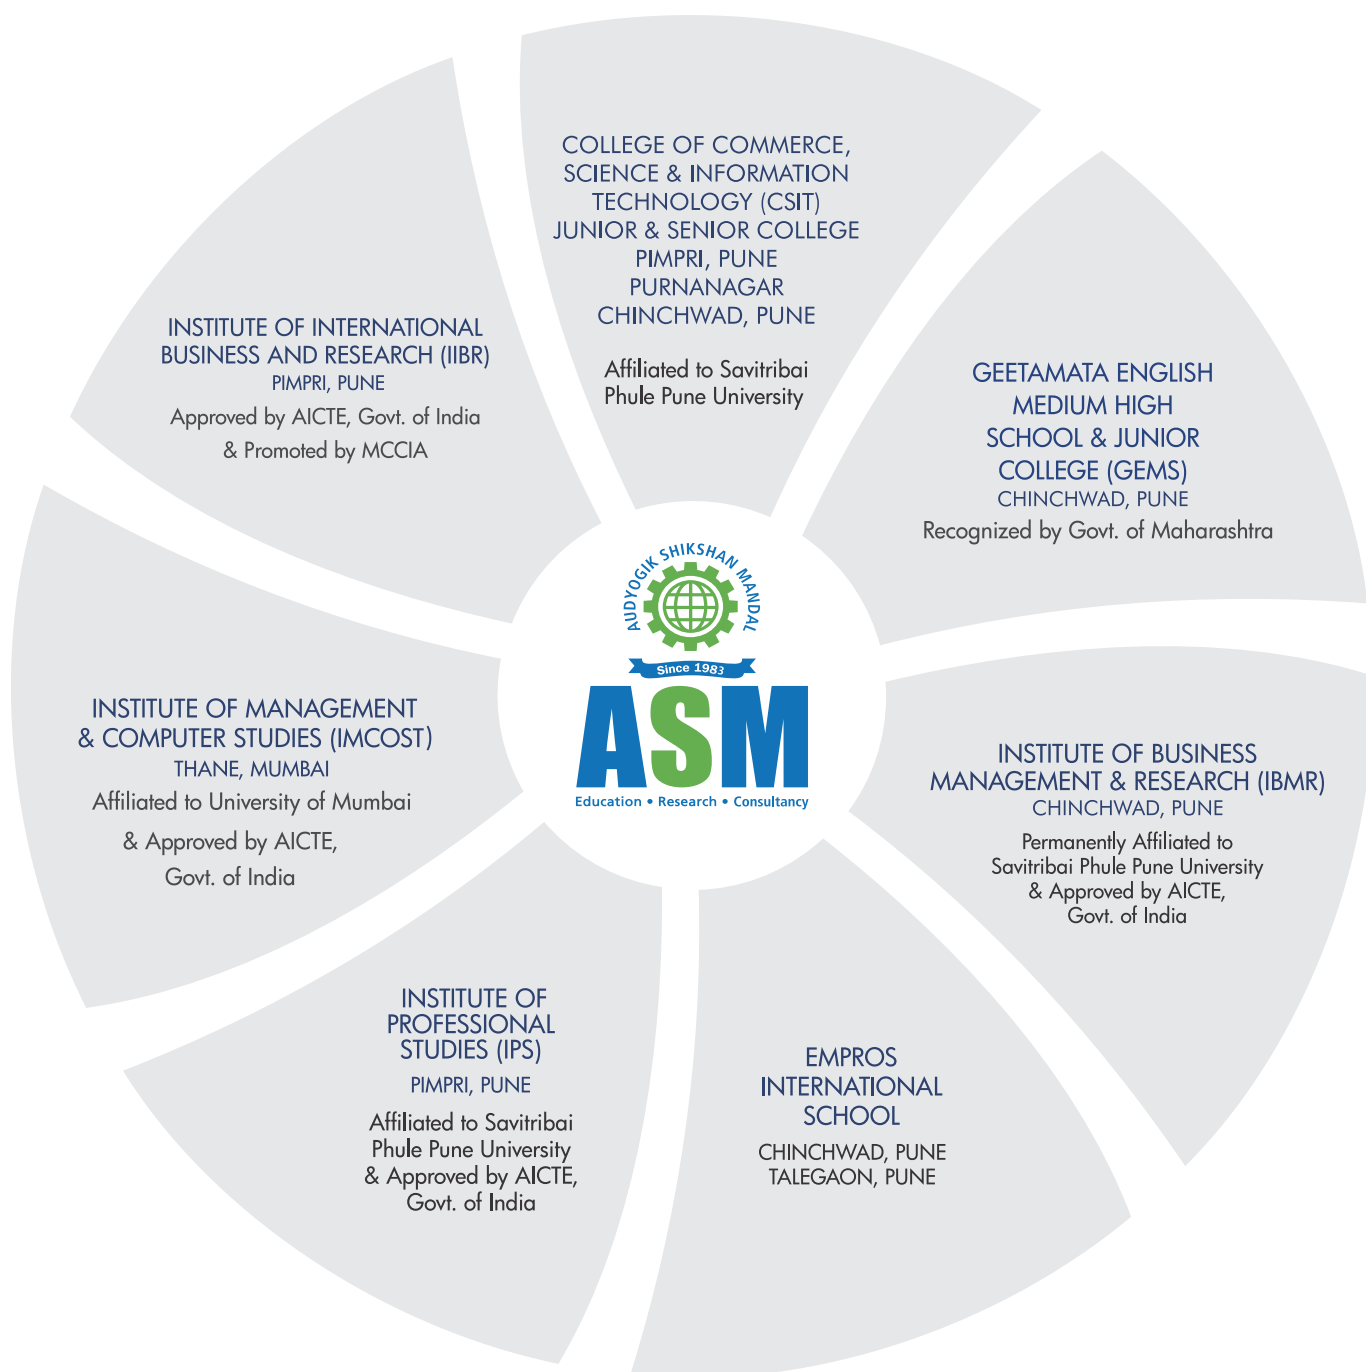 COLLEGE OF COMMERCE,
SCIENCE & INFORMATION
TECHNOLOGY (CSIT)
JUNIOR & SENIOR COLLEGE
PIMPRI, PUNE
PURNANAGAR
CHINCHWAD, PUNE
Affiliated to Savitribai
Phule Pune University
GEETAMATA ENGLISH
MEDIUM HIGH
SCHOOL & JUNIOR
COLLEGE (GEMS)
CHINCHWAD, PUNE
Recognized by Govt. of Maharashtra
INSTITUTE OF BUSINESS
MANAGEMENT & RESEARCH (IBMR)
CHINCHWAD, PUNE
Permanently Affiliated to
Savitribai Phule Pune University
& Approved by AICTE,
Govt. of India
EMPROS
INTERNATIONAL
SCHOOL
CHINCHWAD, PUNE
TALEGAON, PUNE
INSTITUTE OF
PROFESSIONAL
STUDIES (IPS)
PIMPRI, PUNE
Affiliated to Savitribai
Phule Pune University
& Approved by AICTE,
Govt. of India
INSTITUTE OF MANAGEMENT
& COMPUTER STUDIES (IMCOST)
THANE, MUMBAI
Affiliated to University of Mumbai
& Approved by AICTE,
Govt. of India
INSTITUTE OF INTERNATIONAL
BUSINESS AND RESEARCH (IIBR)
PIMPRI, PUNE
Approved by AICTE, Govt. of India
& Promoted by MCCIA
AUDYOGIK SHIKSHAN MANDAL
Since 1983
ASM
Education • Research • Consultancy